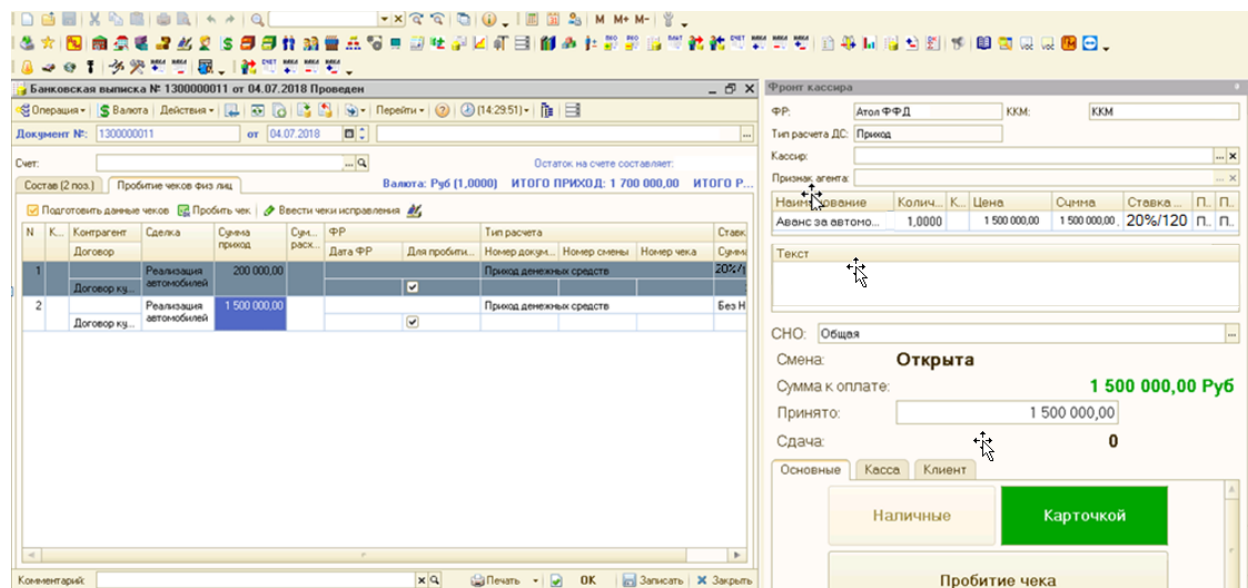 M M+ M-
Банковская выписка № 1300000011 от 04.07.2018 Проведен
Операция Валюта Действия Перейти (14:29:51)
Документ №: 1300000011 от 04.07.2018
Счет: Остаток на счете составляет:
Состав (2 поз.) Пробитие чеков физ лиц Валюта: Руб (1,0000) ИТОГО ПРИХОД: 1 700 000,00 ИТОГО Р...
Подготовить данные чеков Пробить чек Ввести чеки исправления
N К... Контрагент Сделка Сумма приход Сум... расх... ФР Тип расчета Ставк
Договор Дата ФР Для пробити... Номер докум... Номер смены Номер чека Сумма
1 Реализация автомобилей 200 000,00 Приход денежных средств 20%/1
Договор ку...
2 Реализация автомобилей 1 500 000,00 Приход денежных средств Без Н
Договор ку...
Комментарий: Печать OK Записать Закрыть
Фронт кассира
ФР: Атол ФФД ККМ: ККМ
Тип расчета ДС: Приход
Кассир:
Признак агента:
Наименование Колич... К... Цена Сумма Ставка ... П... П...
Аванс за автомо... 1,0000 1 500 000,00 1 500 000,00 20%/120 П... П...
Текст
СНО: Общая
Смена: Открыта
Сумма к оплате: 1 500 000,00 Руб
Принято: 1 500 000,00
Сдача: 0
Основные Касса Клиент
Наличные Карточкой
Пробитие чека